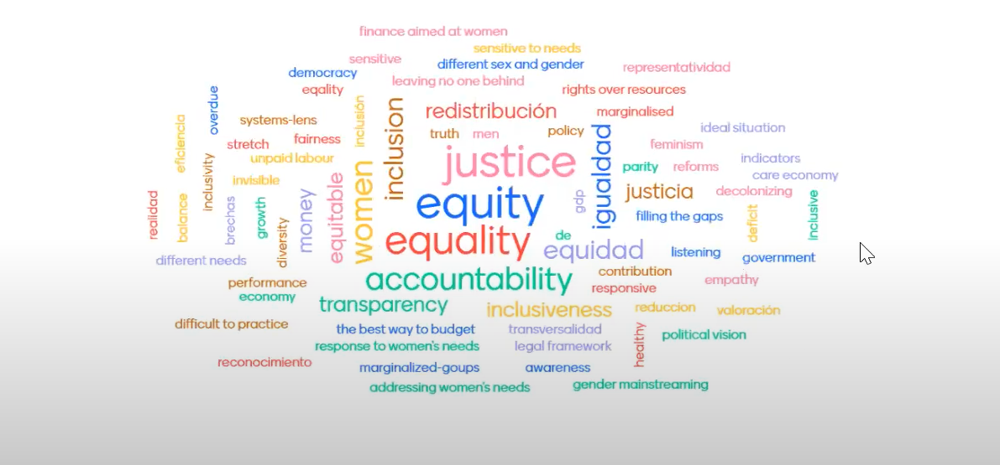 finance aimed at women
sensitive to needs
sensitive
different sex and gender
representatividad
democracy
leaving no one behind
eqality
rights over resources
overdue
inclusión
inclusion
redistribución
marginalised
systems-lens
eficiencia
truth
men
policy
igualdad
ideal situation
fairness
stretch
feminism
unpaid labour
justice
indicators
inclusivity
women
parity
reforms
care economy
invisible
equitable
money
justicia
decolonizing
realidad
balance
brechas
growth
equity
gdp
filling the gaps
deficit
inclusive
diversity
equality
de
equidad
listening
government
different needs
accountability
contribution
empathy
performance
responsive
economy
transparency
inclusiveness
reduccion
valoración
difficult to practice
the best way to budget
transversalidad
healthy
political vision
response to women's needs
legal framework
reconocimiento
marginalized-goups
awareness
addressing women's needs
gender mainstreaming